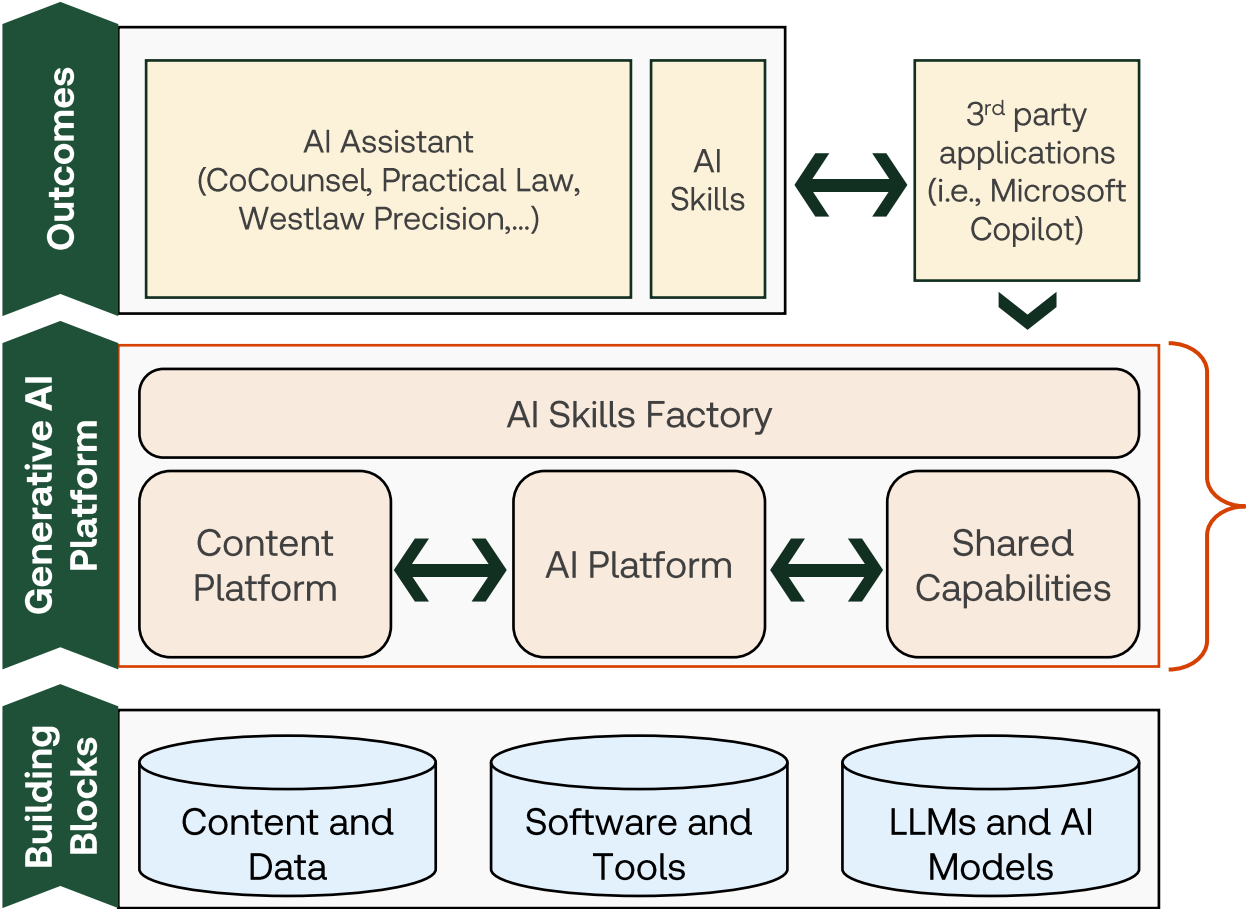 Outcomes
AI Assistant
(CoCounsel, Practical Law,
Westlaw Precision,...)
AI
Skills
3rd party
applications
(i.e., Microsoft
Copilot)
Generative AI
Platform
AI Skills Factory
Content
Platform
AI Platform
Shared
Capabilities
Building
Blocks
Content and
Data
Software and
Tools
LLMs and AI
Models